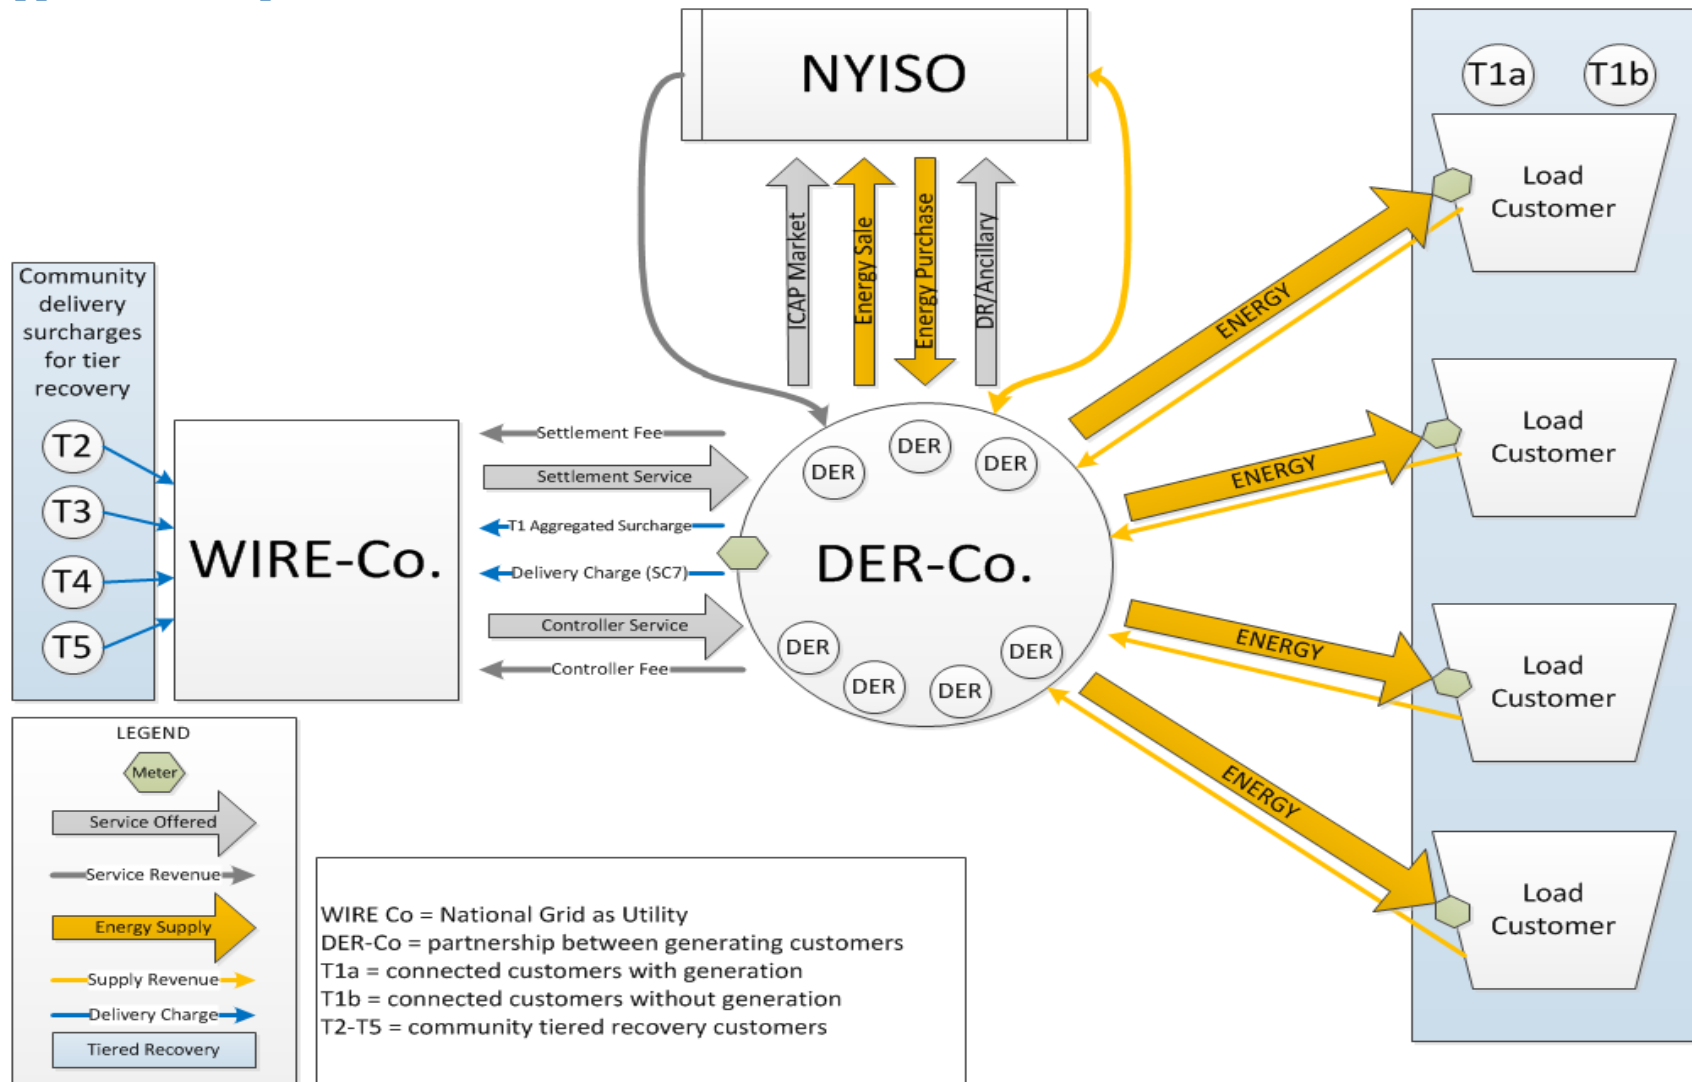 NYISO
T1a
T1b
ICAP Market
Energy Sale
Energy Purchase
DR/Ancillary
Load
Customer
ENERGY
Load
Customer
ENERGY
Load
Customer
ENERGY
Load
Customer
ENERGY
Community
delivery
surcharges
for tier
recovery
T2
T3
T4
T5
WIRE-Co.
Settlement Fee
Settlement Service
T1 Aggregated Surcharge
Delivery Charge (SC7)
Controller Service
Controller Fee
DER
DER
DER
DER-Co.
DER
DER
DER
DER
LEGEND
Meter
Service Offered
Service Revenue
Energy Supply
Supply Revenue
Delivery Charge
Tiered Recovery
WIRE Co = National Grid as Utility
DER-Co = partnership between generating customers
T1a = connected customers with generation
T1b = connected customers without generation
T2-T5 = community tiered recovery customers